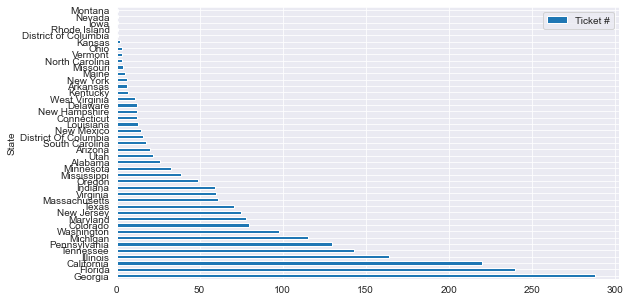 Montana
Nevada
Iowa
Rhode Island
District of Columbia
Kansas
Ohio
Vermont
North Carolina
Missouri
Maine
New York
Arkansas
Kentucky
West Virginia
Delaware
New Hampshire
Connecticut
Louisiana
New Mexico
District Of Columbia
South Carolina
Arizona
Utah
Alabama
Minnesota
Mississippi
Oregon
Indiana
Virginia
Massachusetts
Texas
New Jersey
Maryland
Colorado
Washington
Michigan
Pennsylvania
Tennessee
Illinois
California
Florida
Georgia
State
Ticket #
0 50 100 150 200 250 300